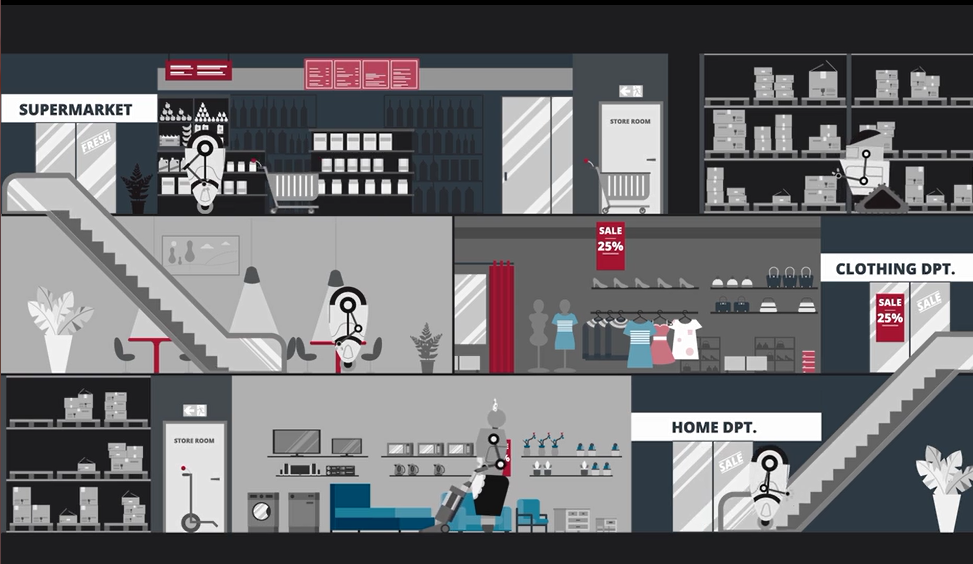 SUPERMARKET
FRESH
STORE ROOM
SALE
25%
CLOTHING DPT.
SALE
25%
SALE
STORE ROOM
HOME DPT.
SALE